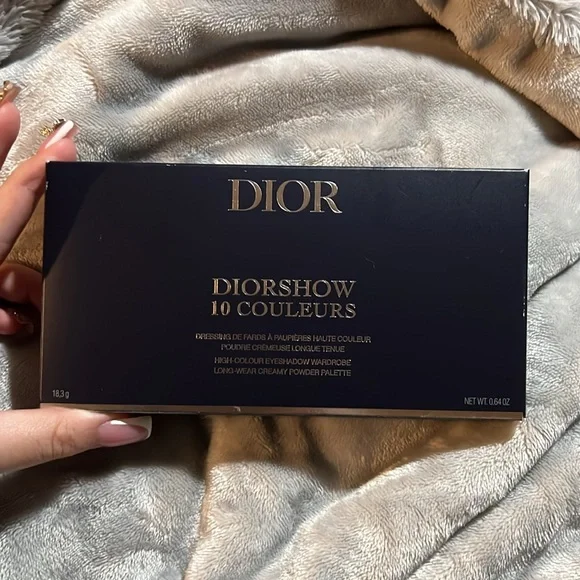 DIOR
DIORSHOW
10 COULEURS
DRESSING DE FARDS À PAUPIÈRES HAUTE COULEUR
POUDRE CRÉMEUSE LONGUE TENUE
HIGH-COLOUR EYESHADOW WARDROBE
LONG-WEAR CREAMY POWDER PALETTE
18,3 g
NET WT. 0.64 OZ